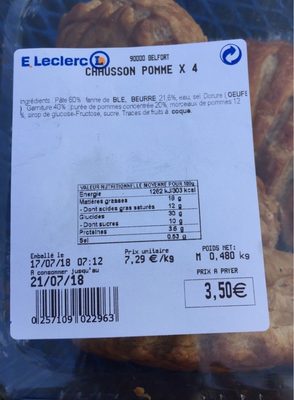 E.Leclerc L
90000 BELFORT
CHAUSSON POMME X 4
Ingrédients : Pâte 60% farine de BLE, BEURRE 21,6%, eau, sel Dorure ( OEUFS
). Garniture 40% (purée de pommes concentrée 20%, morceaux de pommes 12
%, sirop de glucose-Fructose, sucre. Traces de fruits à coque.
VALEUR NUTRITIONNELLE MOYENNE POUR 100g
Energie 1262 kJ/303 kcal
Matières grasses 18 g
- Dont acides gras saturés 12 g
Glucides 30 g
- Dont sucres 10 g
Protéines 3.6 g
Sel 0.63 g
Emballé le
17/07/18 07:12
Prix unitaire
7,29 €/kg
POIDS NET:
M 0,480 kg
A consommer jusqu'au
21/07/18
PRIX A PAYER
3,50€
0 257109 022963